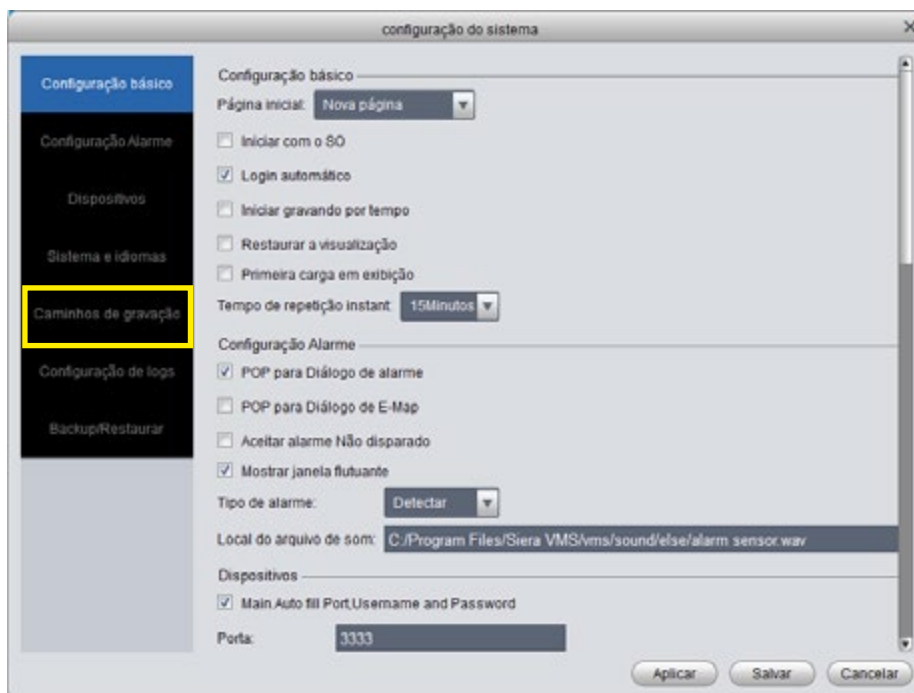 configuração do sistema
Configuração básico
Configuração Alarme
Dispositivos
Sistema e idiomas
Caminhos de gravação
Configuração de logs
Backup/Restaurar
Configuração básico
Página inicial: Nova página
Iniciar com o SO
Login automático
Iniciar gravando por tempo
Restaurar a visualização
Primeira carga em exibição
Tempo de repetição instant: 15Minutos
Configuração Alarme
POP para Diálogo de alarme
POP para Diálogo de E-Map
Aceitar alarme Não disparado
Mostrar janela flutuante
Tipo de alarme: Detectar
Local do arquivo de som: C:/Program Files/Siera VMS/vms/sound/else/alarm sensor.wav
Dispositivos
Main.Auto fill Port,Username and Password
Porta: 3333
Aplicar Salvar Cancelar